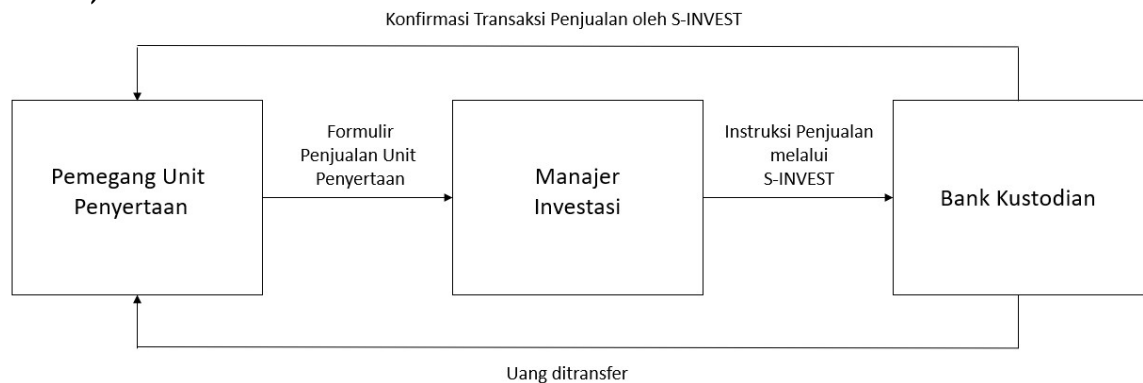 Konfirmasi Transaksi Penjualan oleh S-INVEST
Pemegang Unit
Penyertaan
Formulir
Penjualan Unit
Penyertaan
Manajer
Investasi
Instruksi Penjualan
melalui
S-INVEST
Bank Kustodian
Uang ditransfer